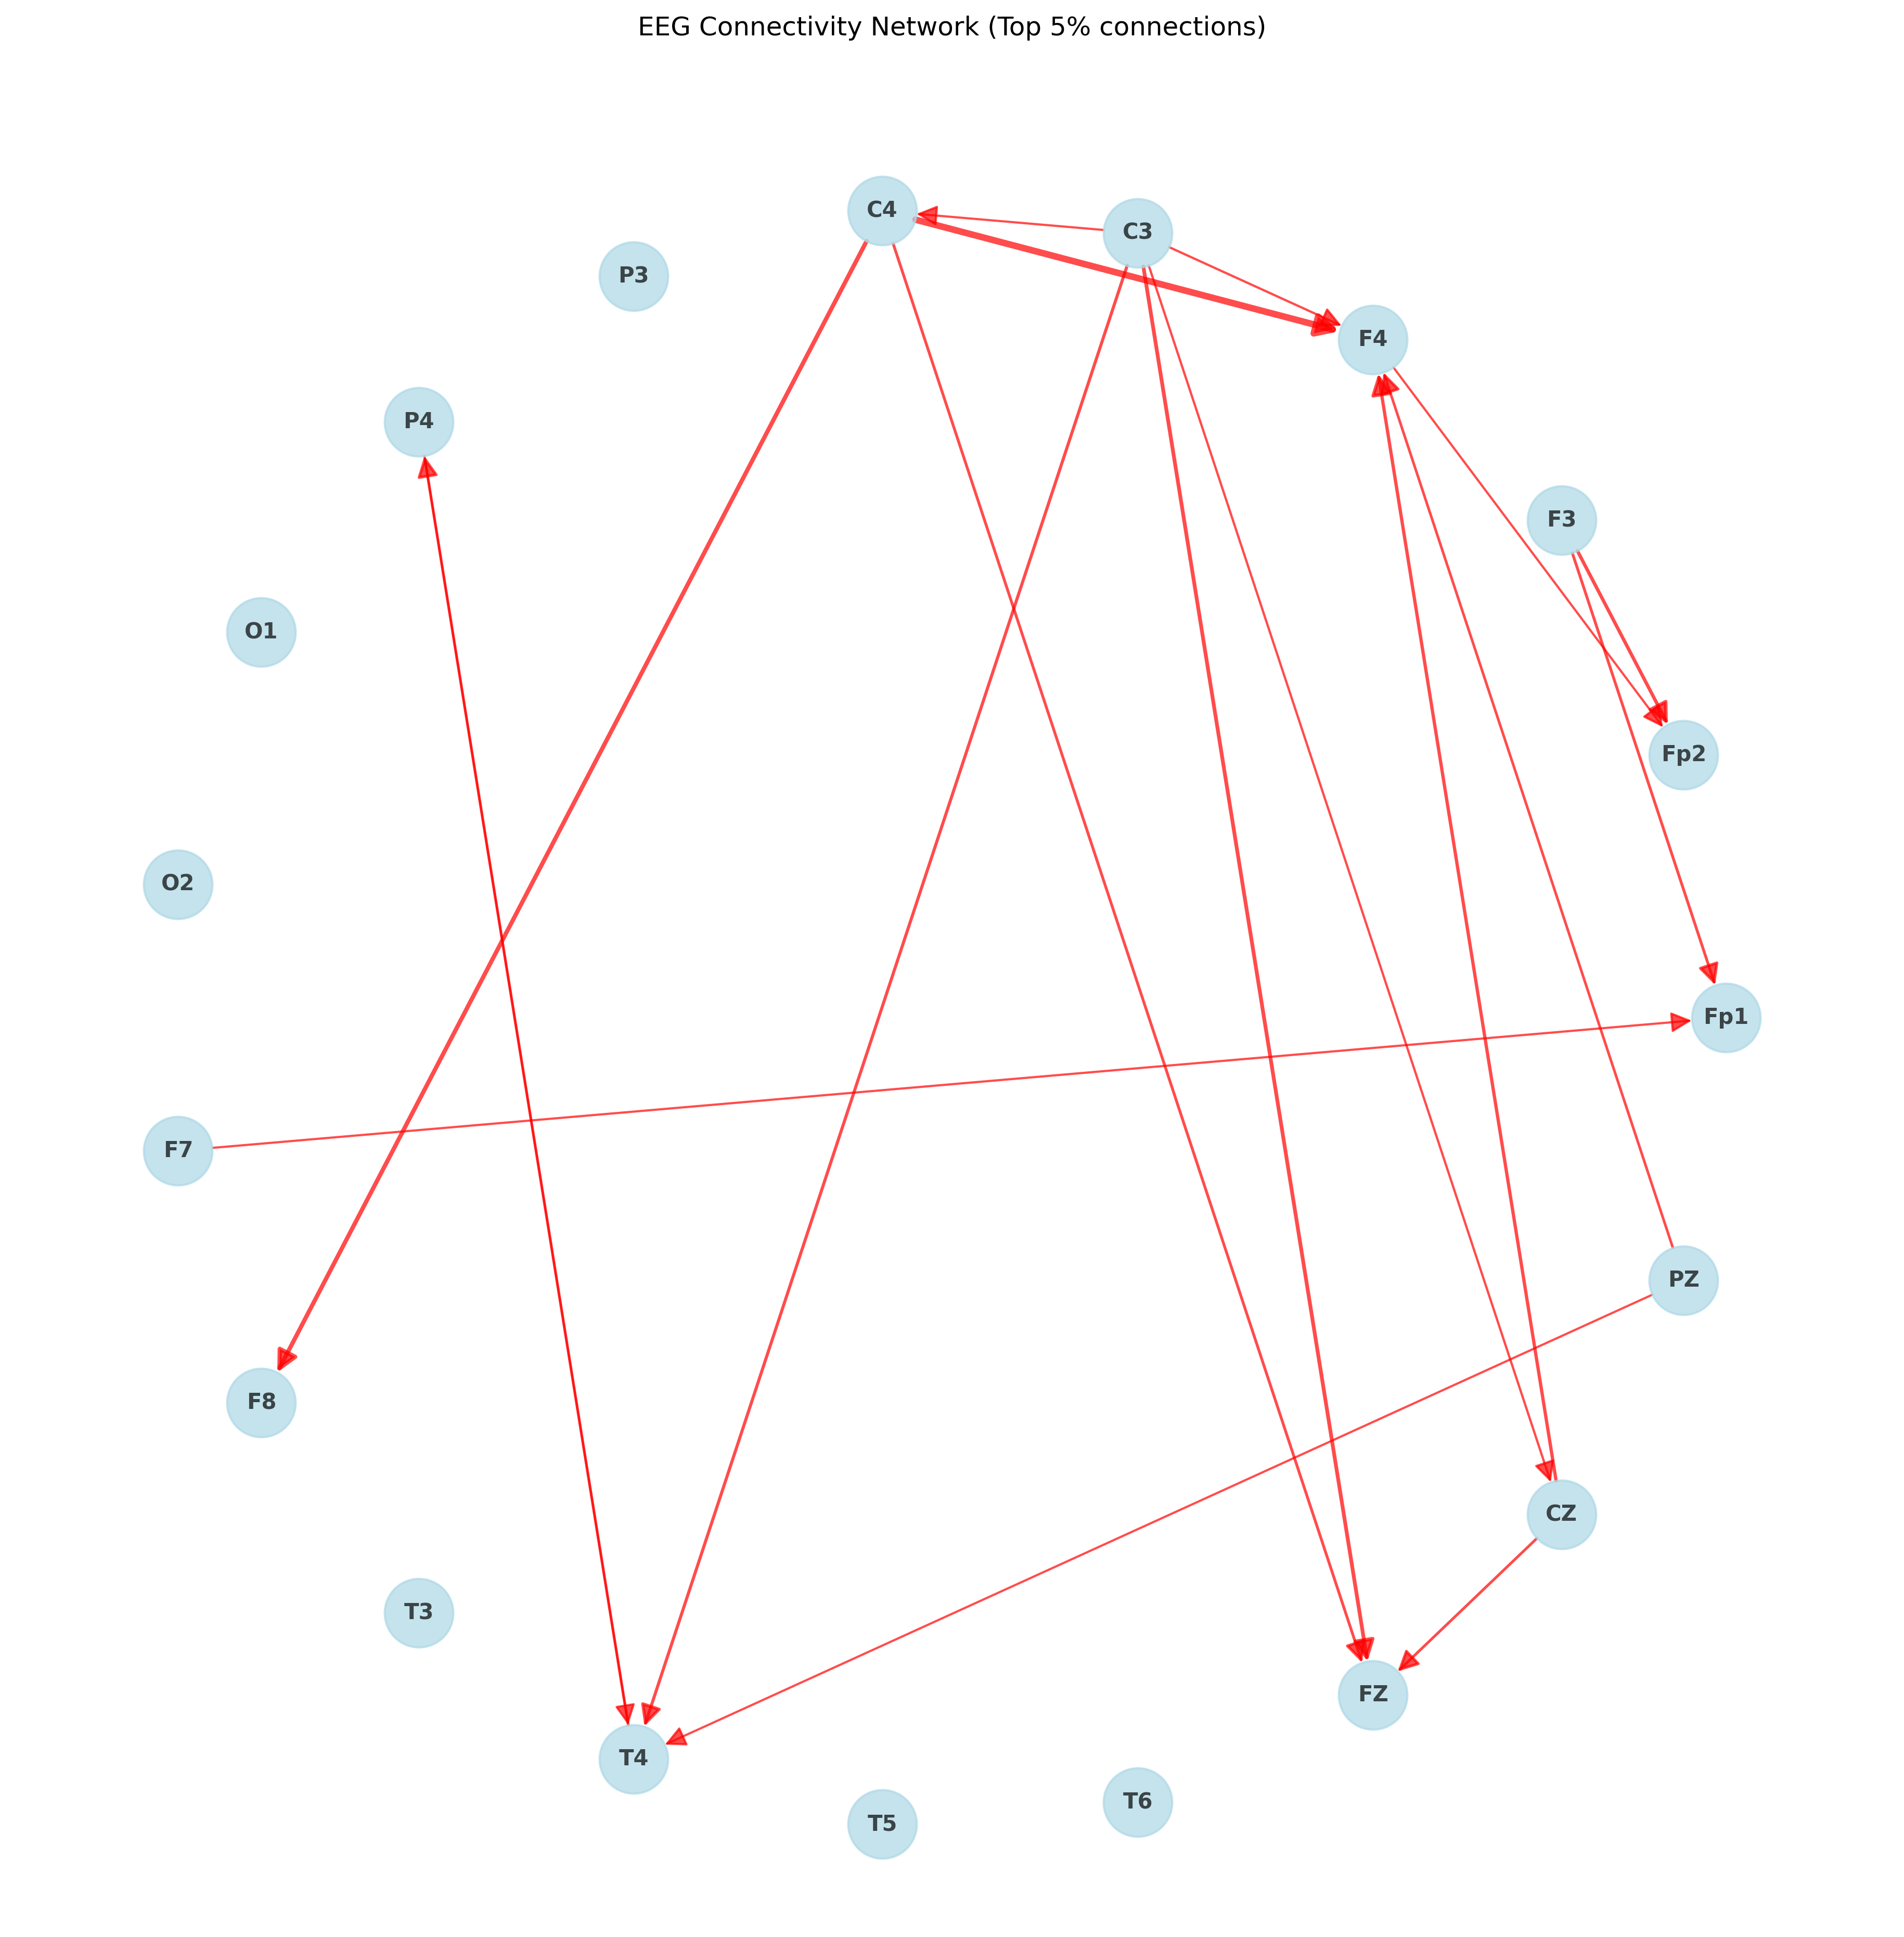 EEG Connectivity Network (Top 5% connections)
C4
C3
P3
F4
P4
F3
O1
Fp2
O2
Fp1
F7
PZ
F8
CZ
T3
FZ
T4
T6
T5